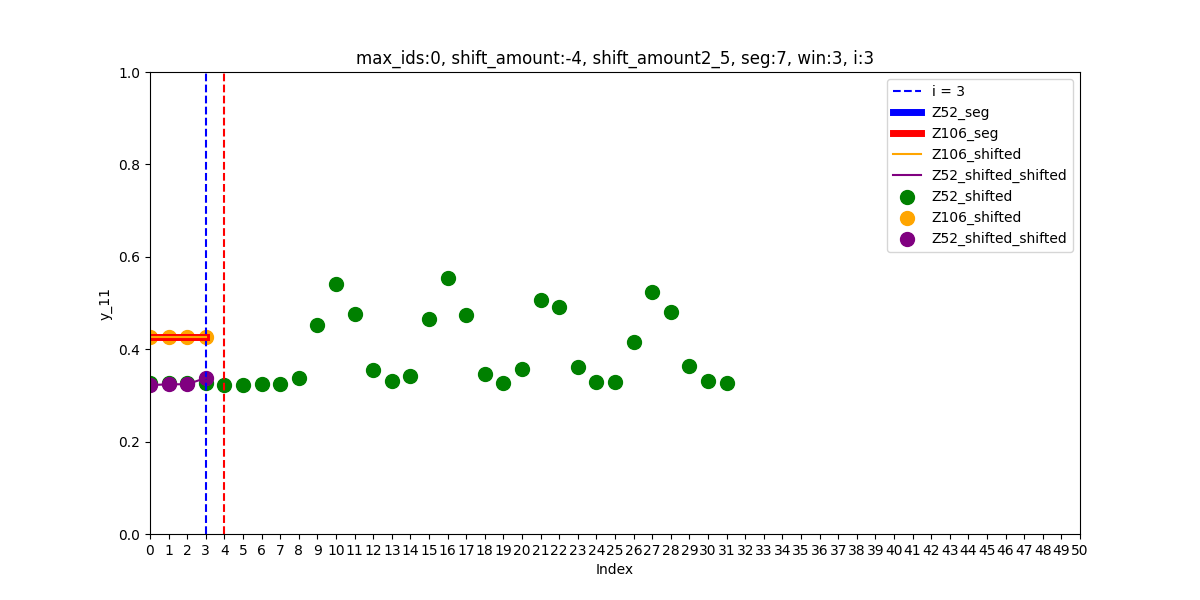 max_ids:0, shift_amount:-4, shift_amount2_5, seg:7, win:3, i:3
1.0
0.8
0.6
0.4
0.2
0.0
y_11
i = 3
Z52_seg
Z106_seg
Z106_shifted
Z52_shifted_shifted
Z52_shifted
Z106_shifted
Z52_shifted_shifted
0 1 2 3 4 5 6 7 8 9 10 11 12 13 14 15 16 17 18 19 20 21 22 23 24 25 26 27 28 29 30 31 32 33 34 35 36 37 38 39 40 41 42 43 44 45 46 47 48 49 50
Index